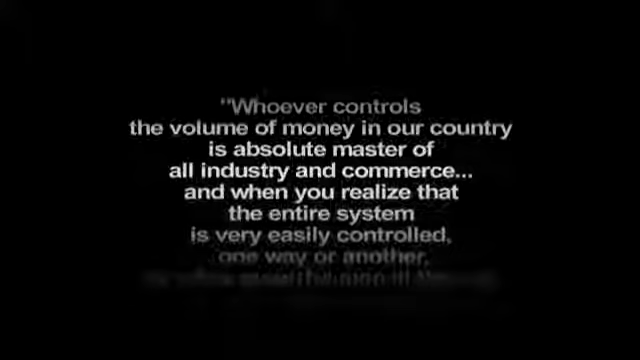 "Whoever controls
the volume of money in our country
is absolute master of
all industry and commerce...
and when you realize that
the entire system
is very easily controlled,
one way or another,